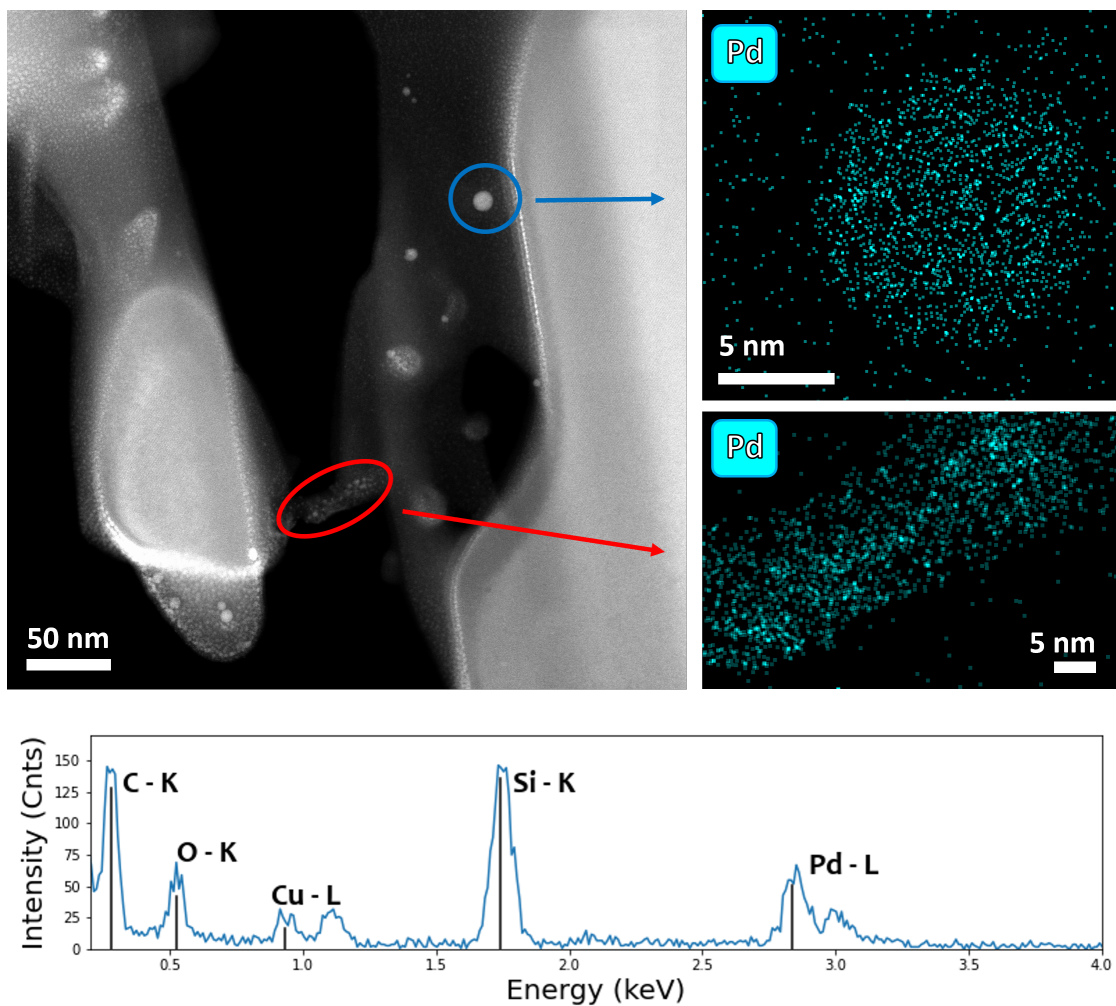 Pd
5 nm
50 nm
Pd
5 nm
Intensity (Cnts)
150
125
100
75
50
25
0
C - K
O - K
Cu - L
Si - K
Pd - L
0.5
1.0
1.5
2.0
2.5
3.0
3.5
4.0
Energy (keV)